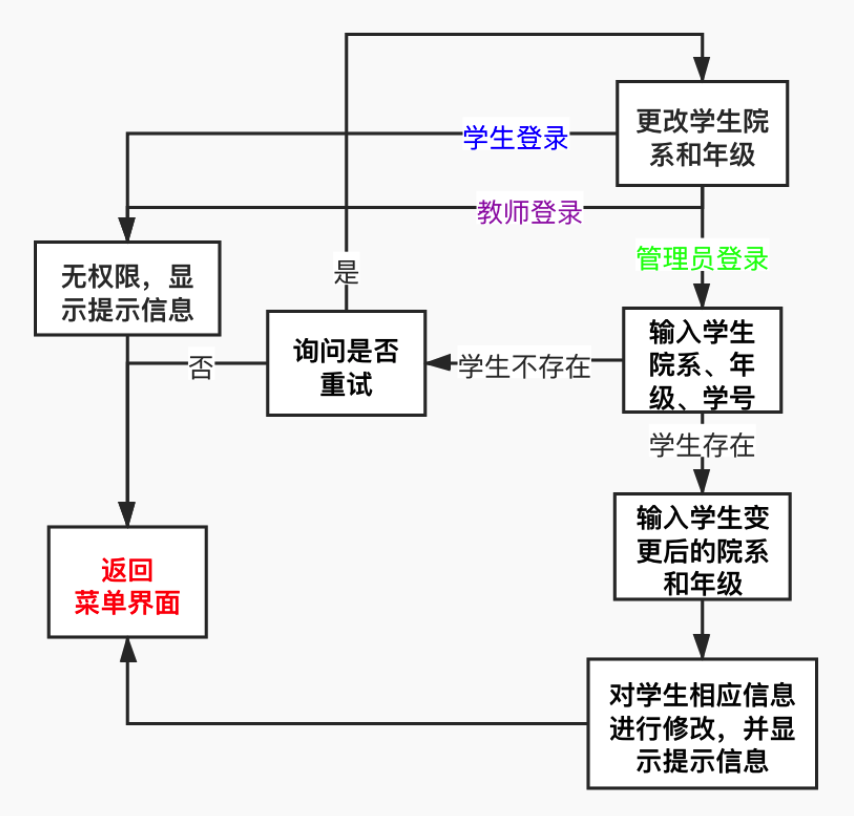 更改学生院
系和年级
学生登录
教师登录
管理员登录
无权限，显
示提示信息
是
询问是否
重试
否
学生不存在
输入学生
院系、年
级、学号
学生存在
输入学生变
更后的院系
和年级
返回
菜单界面
对学生相应信息
进行修改，并显
示提示信息